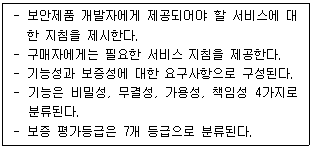 - 보안제품 개발자에게 제공되어야 할 서비스에 대
한 지침을 제시한다.
- 구매자에게는 필요한 서비스 지침을 제공한다.
- 기능성과 보증성에 대한 요구사항으로 구성된다.
- 기능은 비밀성, 무결성, 가용성, 책임성 4가지로
분류된다.
- 보증 평가등급은 7개 등급으로 분류된다.